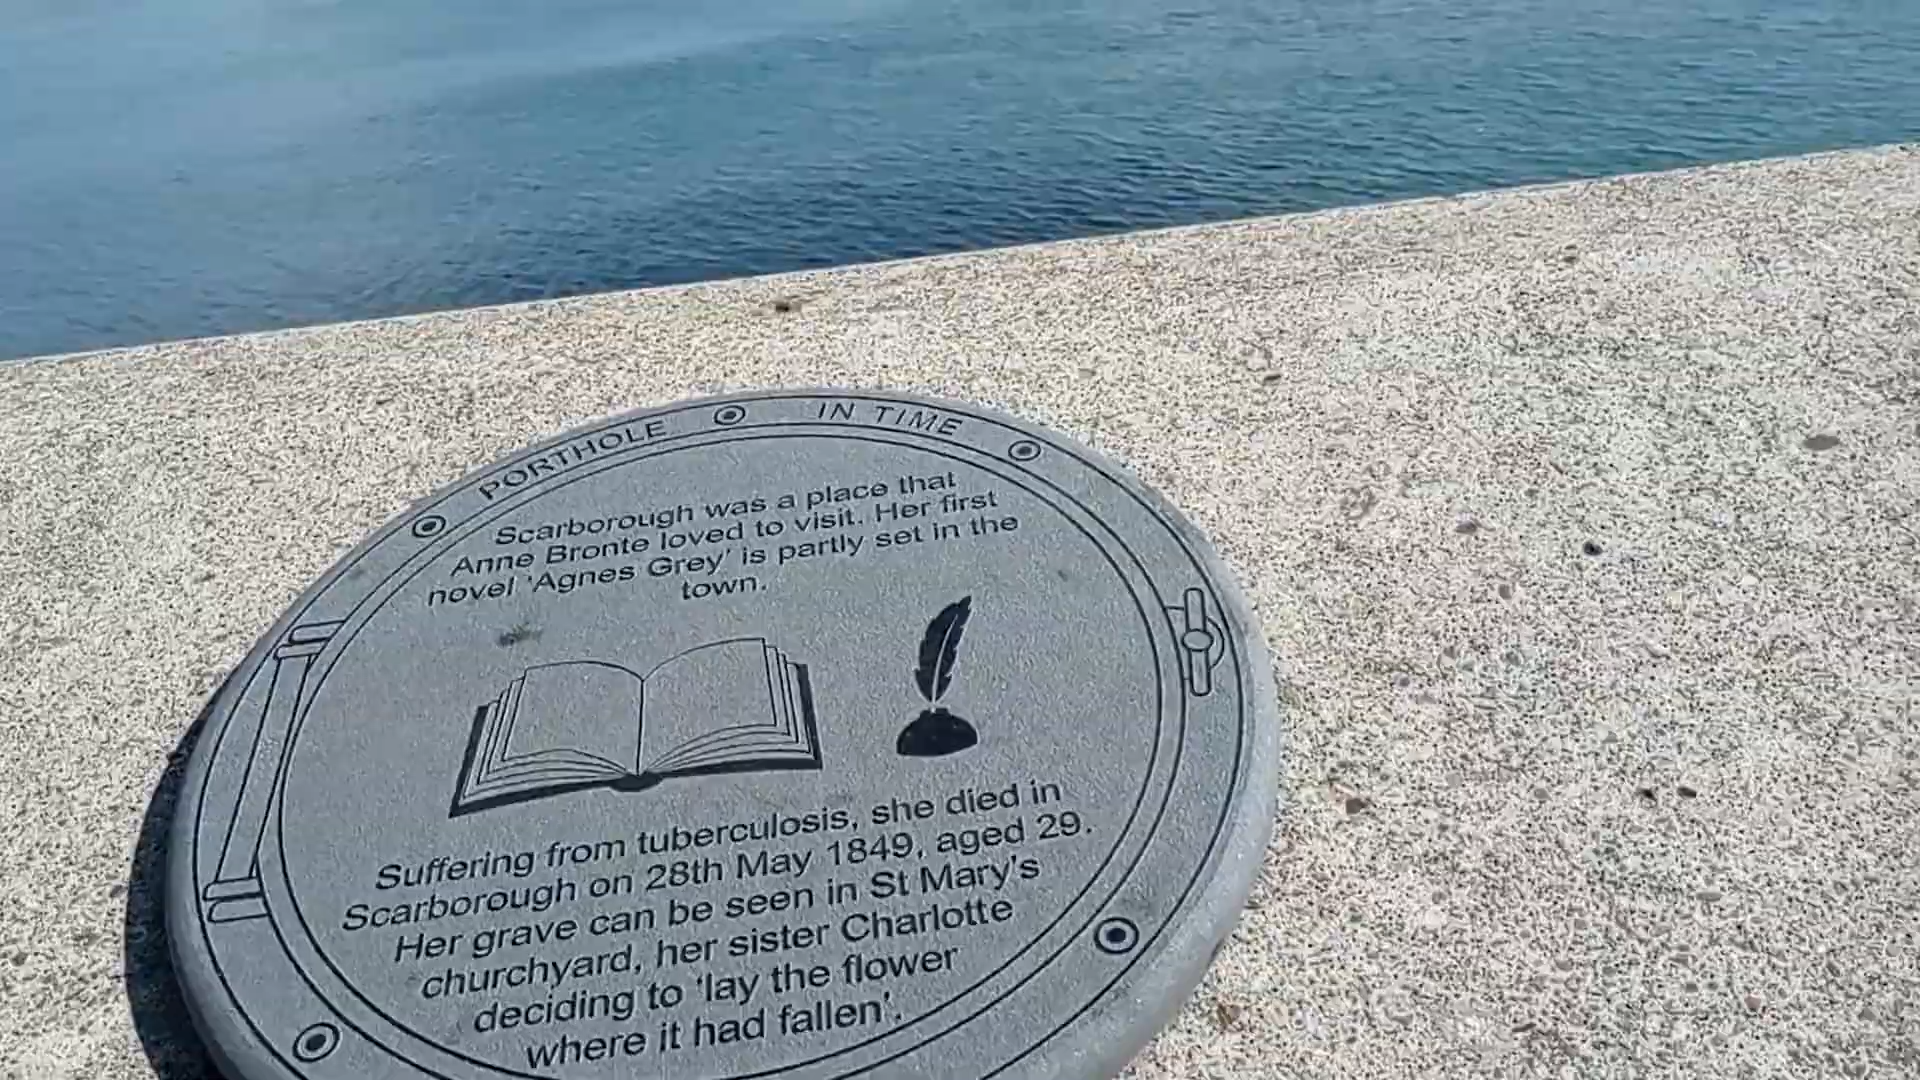 PORTHOLE IN TIME
Scarborough was a place that
Anne Bronte loved to visit. Her first
novel 'Agnes Grey' is partly set in the
town.
Suffering from tuberculosis, she died in
Scarborough on 28th May 1849, aged 29.
Her grave can be seen in St Mary's
churchyard, her sister Charlotte
deciding to 'lay the flower
where it had fallen'.